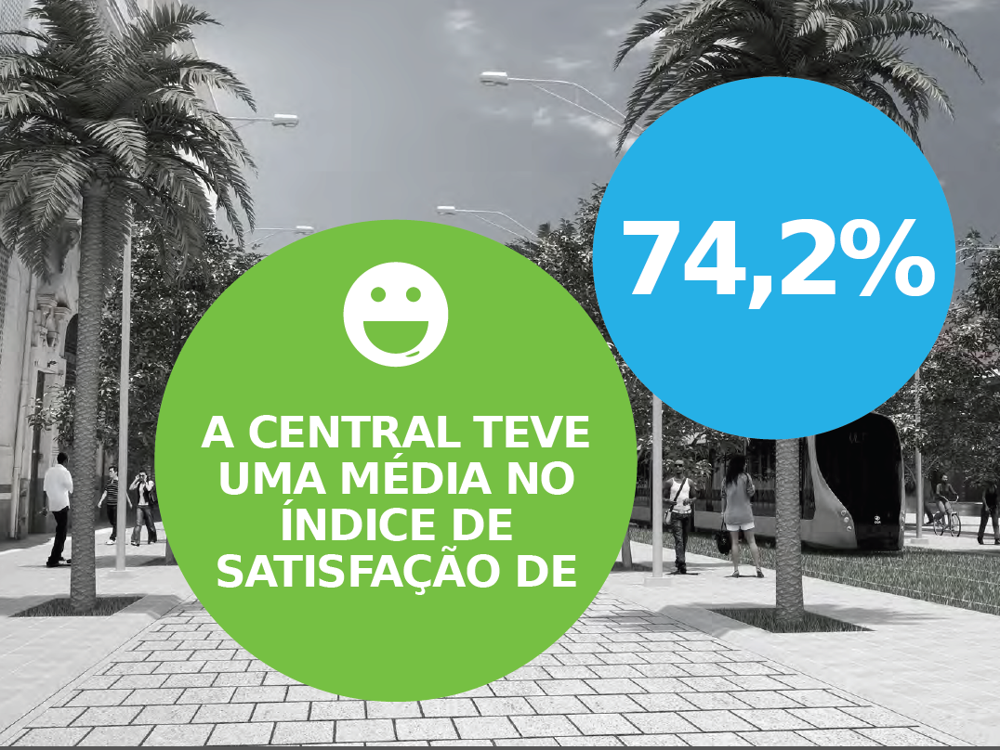 A CENTRAL TEVE
UMA MÉDIA NO
ÍNDICE DE
SATISFAÇÃO DE
74,2%